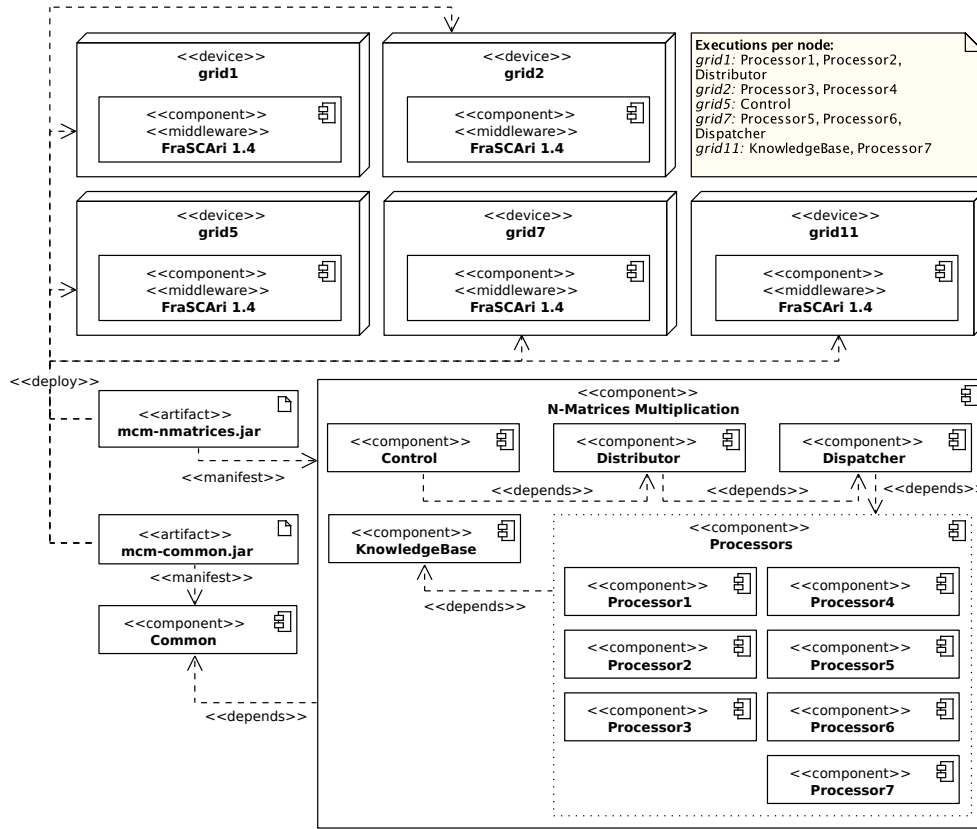 <<device>>
grid1
<<component>>
<<middleware>>
FraSCAri 1.4
<<device>>
grid2
<<component>>
<<middleware>>
FraSCAri 1.4
Executions per node:
grid1: Processor1, Processor2,
Distributor
grid2: Processor3, Processor4
grid5: Control
grid7: Processor5, Processor6,
Dispatcher
grid11: KnowledgeBase, Processor7
<<device>>
grid5
<<component>>
<<middleware>>
FraSCAri 1.4
<<device>>
grid7
<<component>>
<<middleware>>
FraSCAri 1.4
<<device>>
grid11
<<component>>
<<middleware>>
FraSCAri 1.4
<<deploy>>
<<artifact>>
mcm-nmatrices.jar
<<manifest>>
<<artifact>>
mcm-common.jar
<<manifest>>
<<component>>
Common
<<depends>>
<<component>>
N-Matrices Multiplication
<<component>>
Control
<<component>>
Distributor
<<component>>
Dispatcher
<<depends>>
<<depends>>
<<depends>
<<component>>
KnowledgeBase
<<depends>>
<<component>>
Processors
<<component>>
Processor1
<<component>>
Processor4
<<component>>
Processor2
<<component>>
Processor5
<<component>>
Processor3
<<component>>
Processor6
<<component>>
Processor7